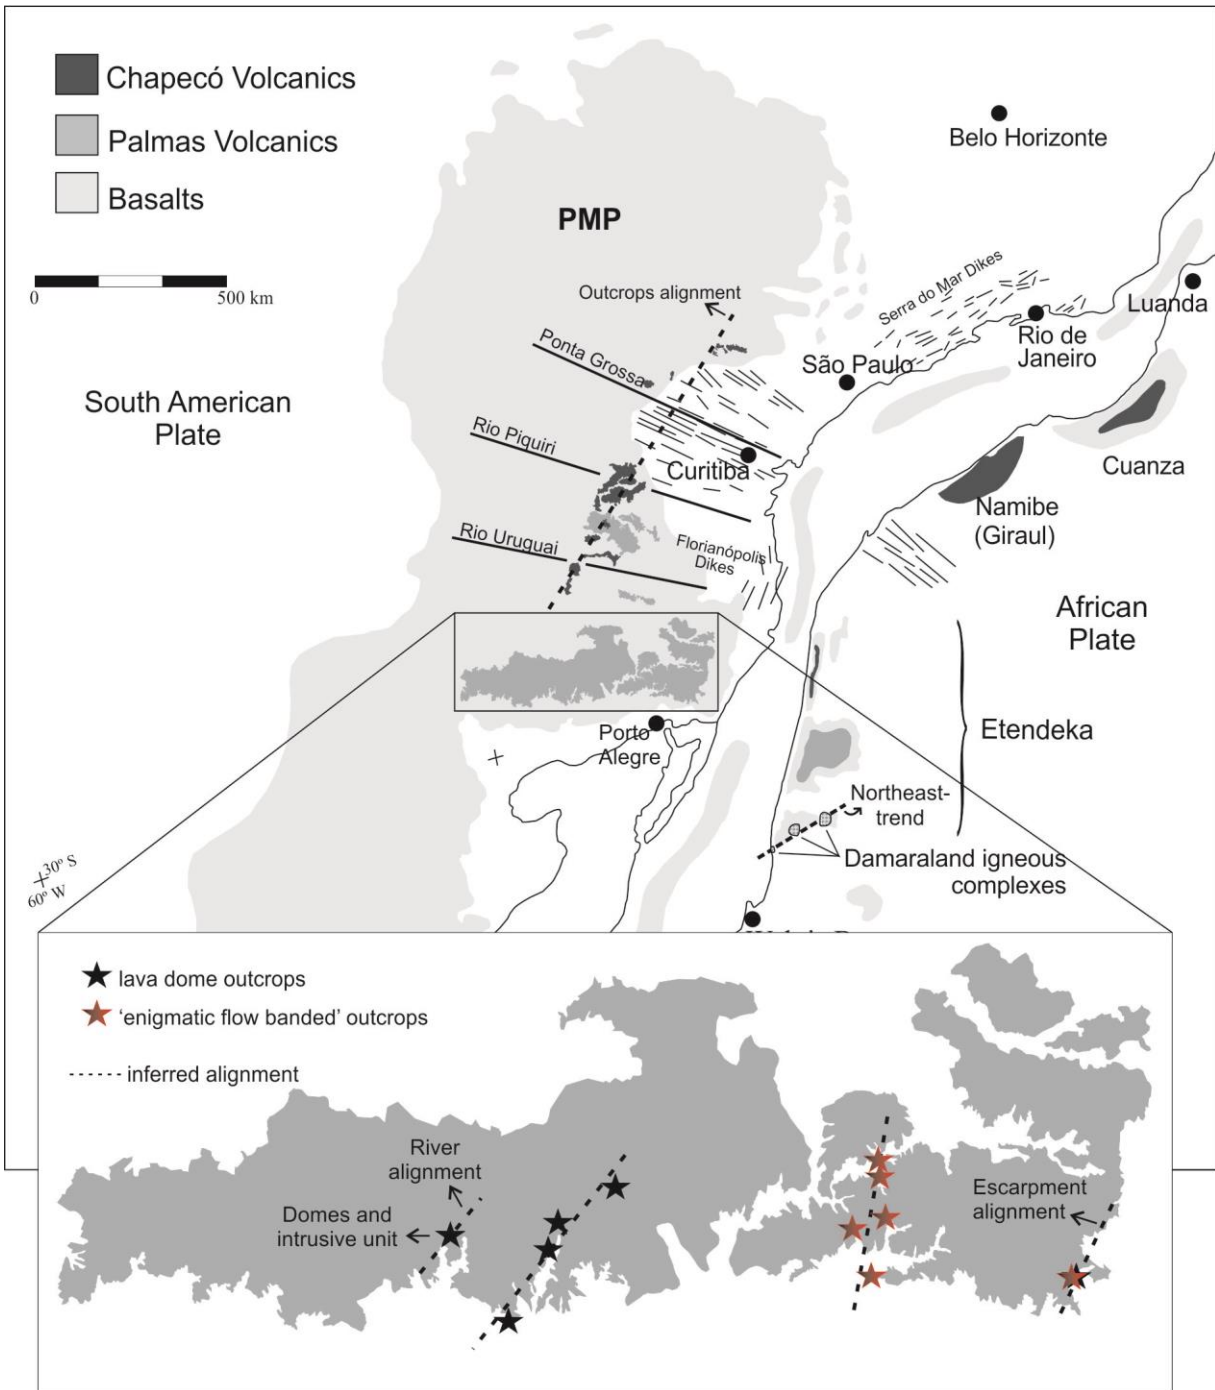 Chapecó Volcanics
Palmas Volcanics
Basalts
0
500 km
PMP
Belo Horizonte
Outcrops alignment
Serra do Mar Dikes
Luanda
Rio de
Janeiro
Ponta Grossa
São Paulo
South American
Plate
Rio Piquiri
Curitiba
Cuanza
Namibe
(Giraul)
Rio Uruguai
Florianópolis
Dikes
African
Plate
Etendeka
Porto
Alegre
Northeast-
trend
Damaraland igneous
complexes
30º S
60º W
lava dome outcrops
'enigmatic flow banded' outcrops
inferred alignment
River
alignment
Domes and
intrusive unit
Escarpment
alignment